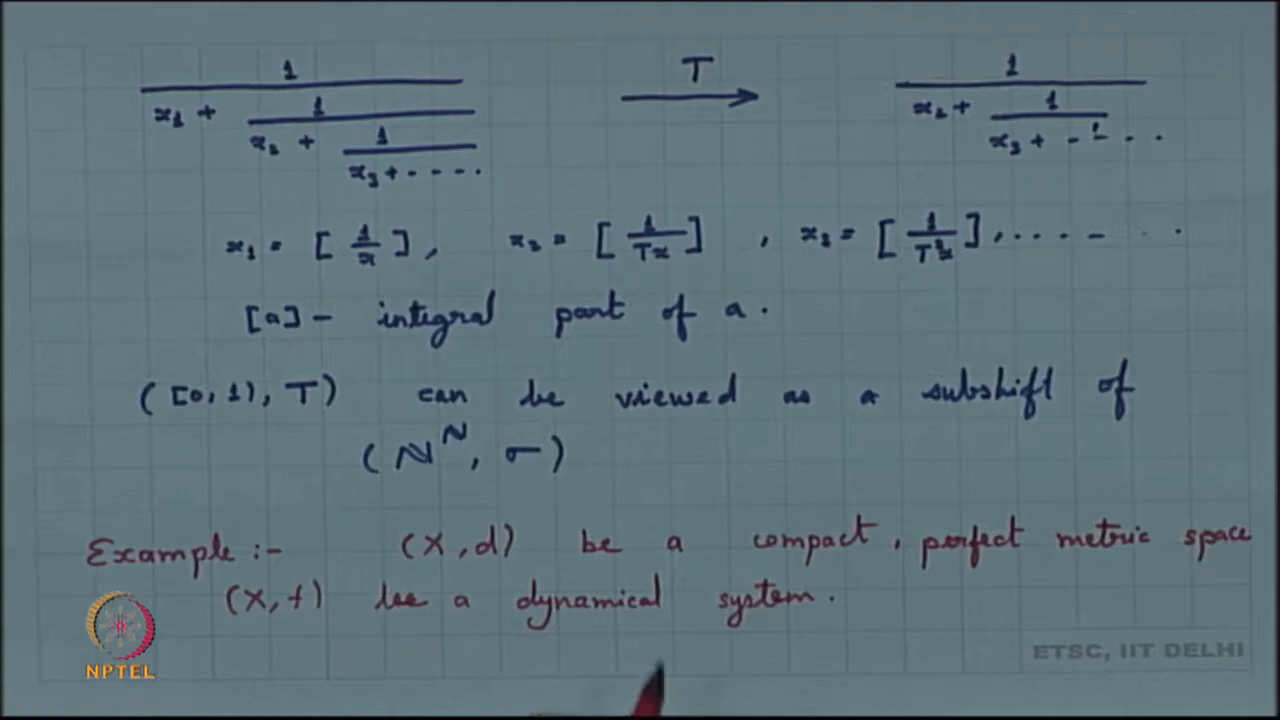 1 / (x₁ + 1 / (x₂ + 1 / (x₃ + - - - .))) T → 1 / (x₂ + 1 / (x₃ + - - . .))
x₁ = [1/x], x₂ = [1/Tx], x₃ = [1/T²x], . . . . - . .
[a] - integral part of a.
([0,1), T) can be viewed as a subshift of
(ℕ^ℕ, σ)
Example :- (X, d) be a compact, perfect metric space
(X, f) be a dynamical system.
NPTEL
ETSC, IIT DELHI